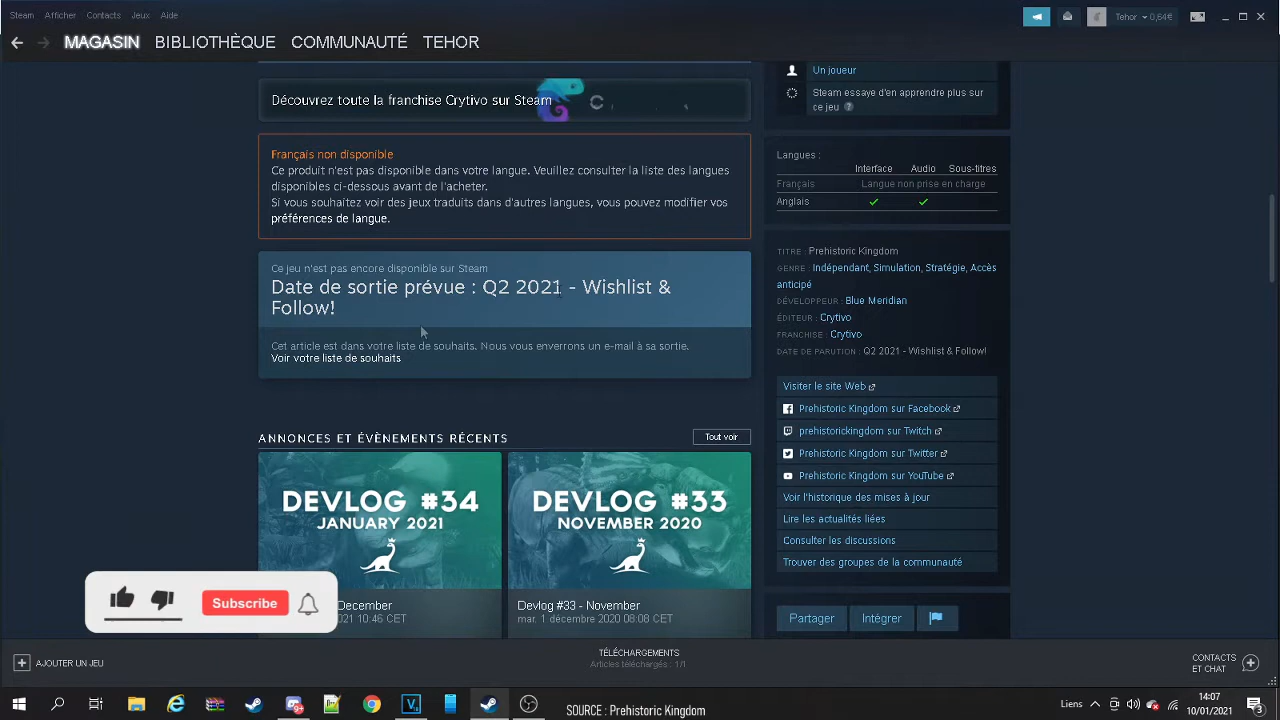 Steam Afficher Contacts Jeux Aide
Tehor 0,64€
MAGASIN BIBLIOTHÈQUE COMMUNAUTÉ TEHOR
Découvrez toute la franchise Crytivo sur Steam
Français non disponible
Ce produit n'est pas disponible dans votre langue. Veuillez consulter la liste des langues
disponibles ci-dessous avant de l'acheter.
Si vous souhaitez voir des jeux traduits dans d'autres langues, vous pouvez modifier vos
préférences de langue.
Ce jeu n'est pas encore disponible sur Steam
Date de sortie prévue : Q2 2021 - Wishlist &
Follow!
Cet article est dans votre liste de souhaits. Nous vous enverrons un e-mail à sa sortie.
Voir votre liste de souhaits
ANNONCES ET ÉVÈNEMENTS RÉCENTS
Tout voir
DEVLOG #34
JANUARY 2021
DEVLOG #33
NOVEMBER 2020
December
2021 10:46 CET
Devlog #33 - November
mar. 1 décembre 2020 08:08 CET
Subscribe
Un joueur
Steam essaye d'en apprendre plus sur
ce jeu ?
Langues :
Interface Audio Sous-titres
Français Langue non prise en charge
Anglais
TITRE : Prehistoric Kingdom
GENRE : Indépendant, Simulation, Stratégie, Accès
anticipé
DÉVELOPPEUR : Blue Meridian
ÉDITEUR : Crytivo
FRANCHISE : Crytivo
DATE DE PARUTION : Q2 2021 - Wishlist & Follow!
Visiter le site Web
Prehistoric Kingdom sur Facebook
prehistorickingdom sur Twitch
Prehistoric Kingdom sur Twitter
Prehistoric Kingdom sur YouTube
Voir l'historique des mises à jour
Lire les actualités liées
Consulter les discussions
Trouver des groupes de la communauté
Partager Intégrer
AJOUTER UN JEU
TÉLÉCHARGEMENTS
Articles téléchargés : 1/1
CONTACTS
ET CHAT
SOURCE : Prehistoric Kingdom
Liens
14:07
10/01/2021